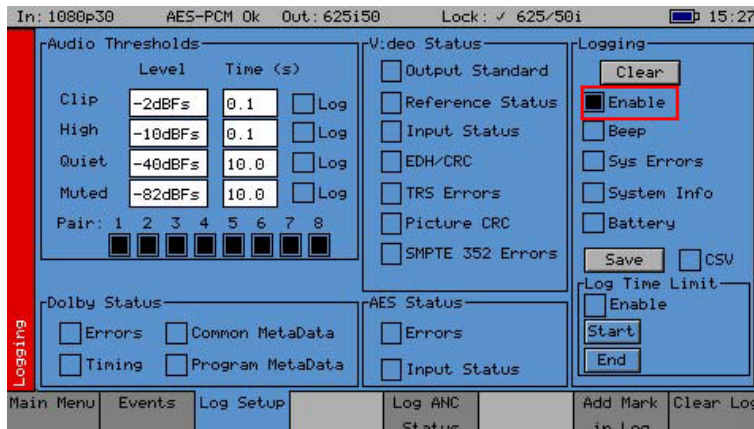 In: 1080p30 AES-PCM Ok Out: 625i50 Lock: ✓ 625/50i 15:27
Audio Thresholds
Level Time (s)
Clip -2dBFs 0.1 Log
High -10dBFs 0.1 Log
Quiet -40dBFs 10.0 Log
Muted -82dBFs 10.0 Log
Pair: 1 2 3 4 5 6 7 8
V:deo Status
Output Standard
Reference Status
Input Status
EDH/CRC
TRS Errors
Picture CRC
SMPTE 352 Errors
Logging
Clear
Enable
Beep
Sys Errors
System Info
Battery
Save CSV
Log Time Limit
Enable
Start
End
Dolby Status
Errors Common MetaData
Timing Program MetaData
AES Status
Errors
Input Status
Logging
Main Menu Events Log Setup Log ANC Status Add Mark in Log Clear Log